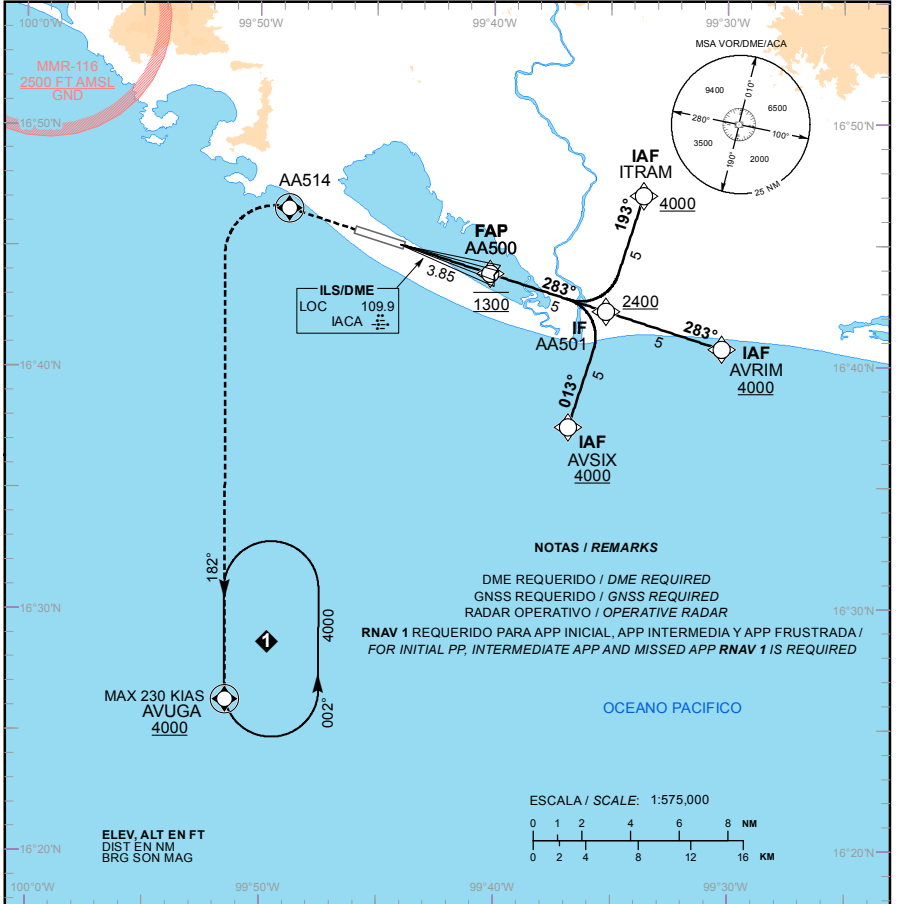 100°0'W
99°50'W
99°40'W
99°30'W
MMR-116
2500 FT AMSL
GND
16°50'N
16°50'N
MSA VOR/DME/ACA
9400
010°
6500
280°
100°
3500
190°
2000
25 NM
AA514
IAF
ITRAM
4000
193°
5
FAP
AA500
1300
3.85
283°
5
2400
IF
AA501
283°
5
IAF
AVRIM
4000
ILS/DME
LOC 109.9
IACA
16°40'N
16°40'N
013°
5
IAF
AVSIX
4000
NOTAS / REMARKS
DME REQUERIDO / DME REQUIRED
GNSS REQUERIDO / GNSS REQUIRED
RADAR OPERATIVO / OPERATIVE RADAR
RNAV 1 REQUERIDO PARA APP INICIAL, APP INTERMEDIA Y APP FRUSTRADA /
FOR INITIAL PP, INTERMEDIATE APP AND MISSED APP RNAV 1 IS REQUIRED
182°
4000
1
002°
16°30'N
16°30'N
MAX 230 KIAS
AVUGA
4000
OCEANO PACIFICO
ESCALA / SCALE: 1:575,000
0 1 2 4 6 8 NM
0 2 4 8 12 16 KM
ELEV, ALT EN FT
DIST EN NM
BRG SON MAG
16°20'N
16°20'N
100°0'W
99°50'W
99°40'W
99°30'W